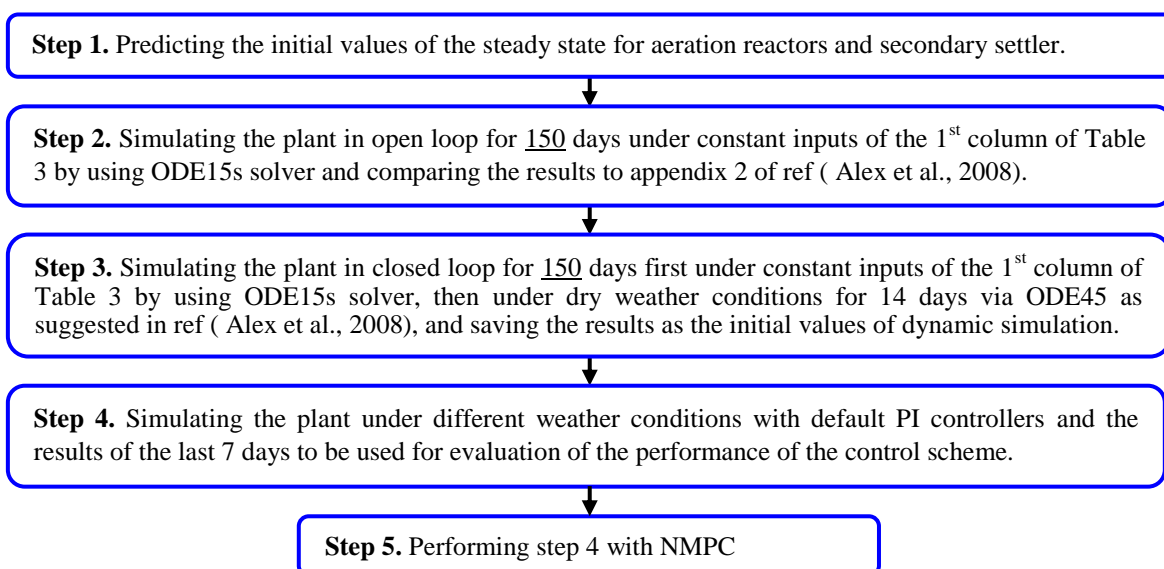 Step 1. Predicting the initial values of the steady state for aeration reactors and secondary settler.
Step 2. Simulating the plant in open loop for 150 days under constant inputs of the 1st column of Table
3 by using ODE15s solver and comparing the results to appendix 2 of ref ( Alex et al., 2008).
Step 3. Simulating the plant in closed loop for 150 days first under constant inputs of the 1st column of
Table 3 by using ODE15s solver, then under dry weather conditions for 14 days via ODE45 as
suggested in ref ( Alex et al., 2008), and saving the results as the initial values of dynamic simulation.
Step 4. Simulating the plant under different weather conditions with default PI controllers and the
results of the last 7 days to be used for evaluation of the performance of the control scheme.
Step 5. Performing step 4 with NMPC